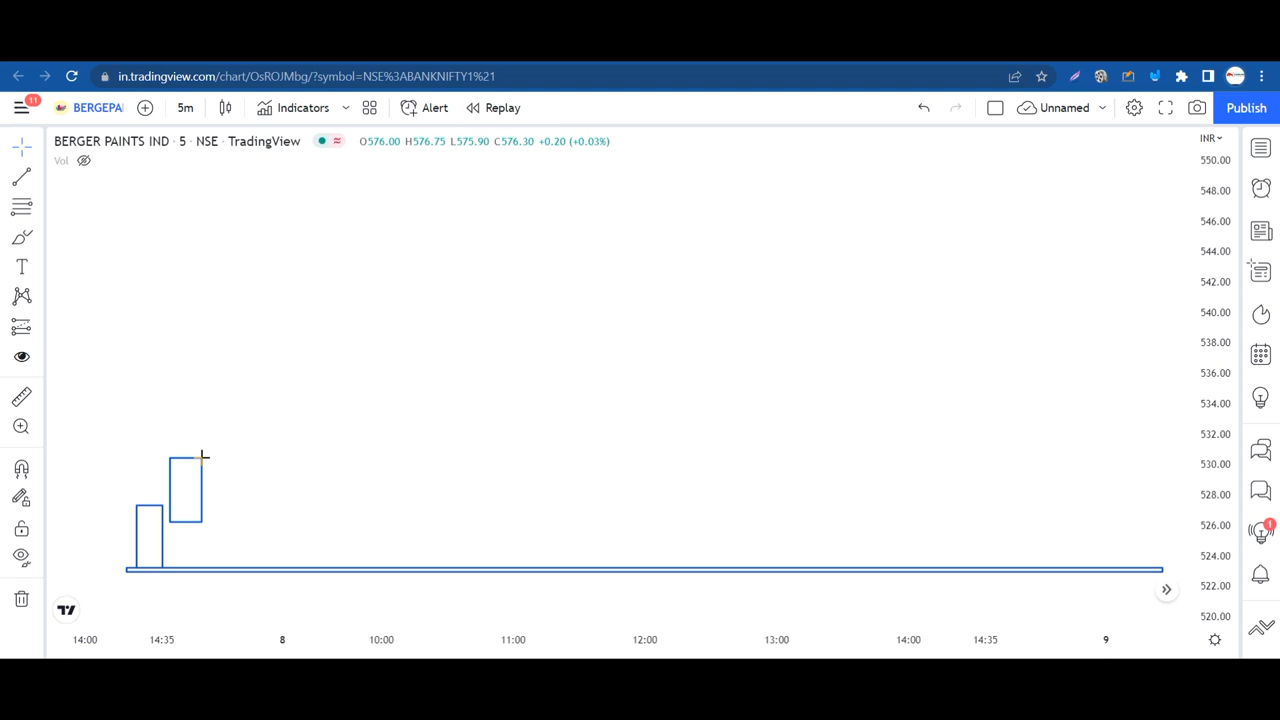 in.tradingview.com/chart/OsROJMbg/?symbol=NSE%3ABANKNIFTY1%21
11
BERGEPA
5m
Indicators
Alert
Replay
Unnamed
Publish
BERGER PAINTS IND · 5 · NSE · TradingView
O576.00 H576.75 L575.90 C576.30 +0.20 (+0.03%)
Vol
INR
550.00
548.00
546.00
544.00
542.00
540.00
538.00
536.00
534.00
532.00
530.00
528.00
526.00
524.00
522.00
520.00
1
14:00 14:35 8 10:00 11:00 12:00 13:00 14:00 14:35 9